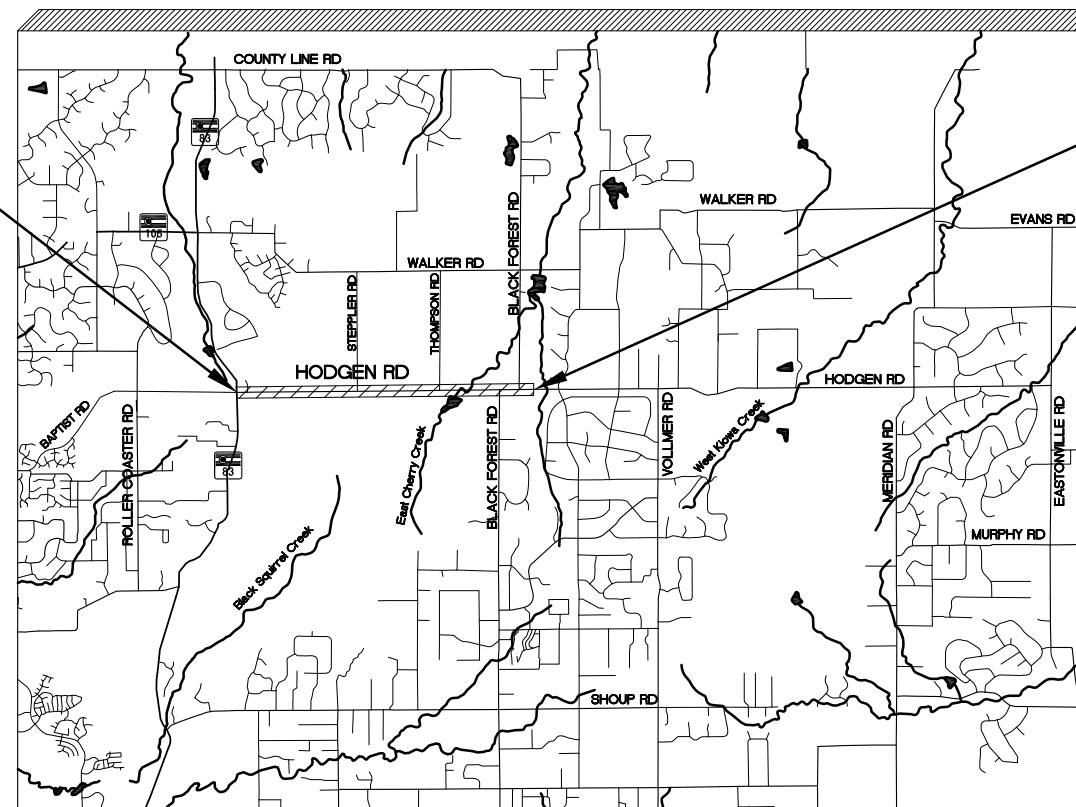 COUNTY LINE RD
83
WALKER RD
105
EVANS RD
BLACK FOREST RD
WALKER RD
STEPPLER RD
THOMPSON RD
HODGEN RD
HODGEN RD
BAPTIST RD
ROLLER COASTER RD
83
East Cherry Creek
BLACK FOREST RD
VOLLMER RD
West Kiowa Creek
MERIDIAN RD
EASTONVILLE RD
MURPHY RD
Black Squirrel Creek
SHOUP RD